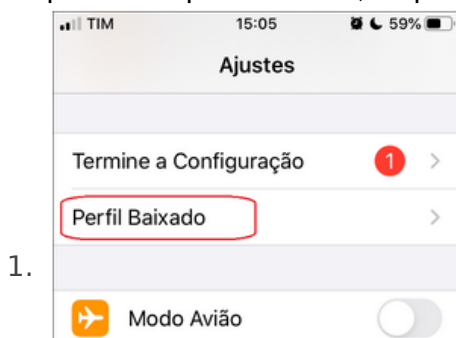 TIM 15:05 59%
Ajustes
Termine a Configuração 1
Perfil Baixado
1.
Modo Avião